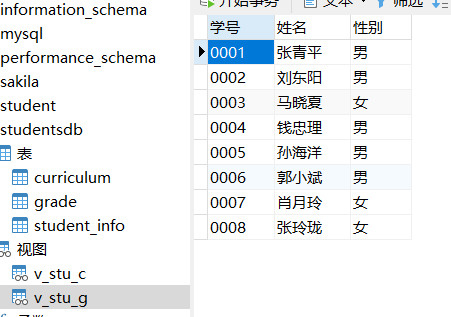 information_schema
mysql
performance_schema
sakila
student
studentsdb
表
curriculum
grade
student_info
视图
v_stu_c
v_stu_g
开始事务 文本 筛选
学号 姓名 性别
0001 张青平 男
0002 刘东阳 男
0003 马晓夏 女
0004 钱忠理 男
0005 孙海洋 男
0006 郭小斌 男
0007 肖月玲 女
0008 张玲珑 女